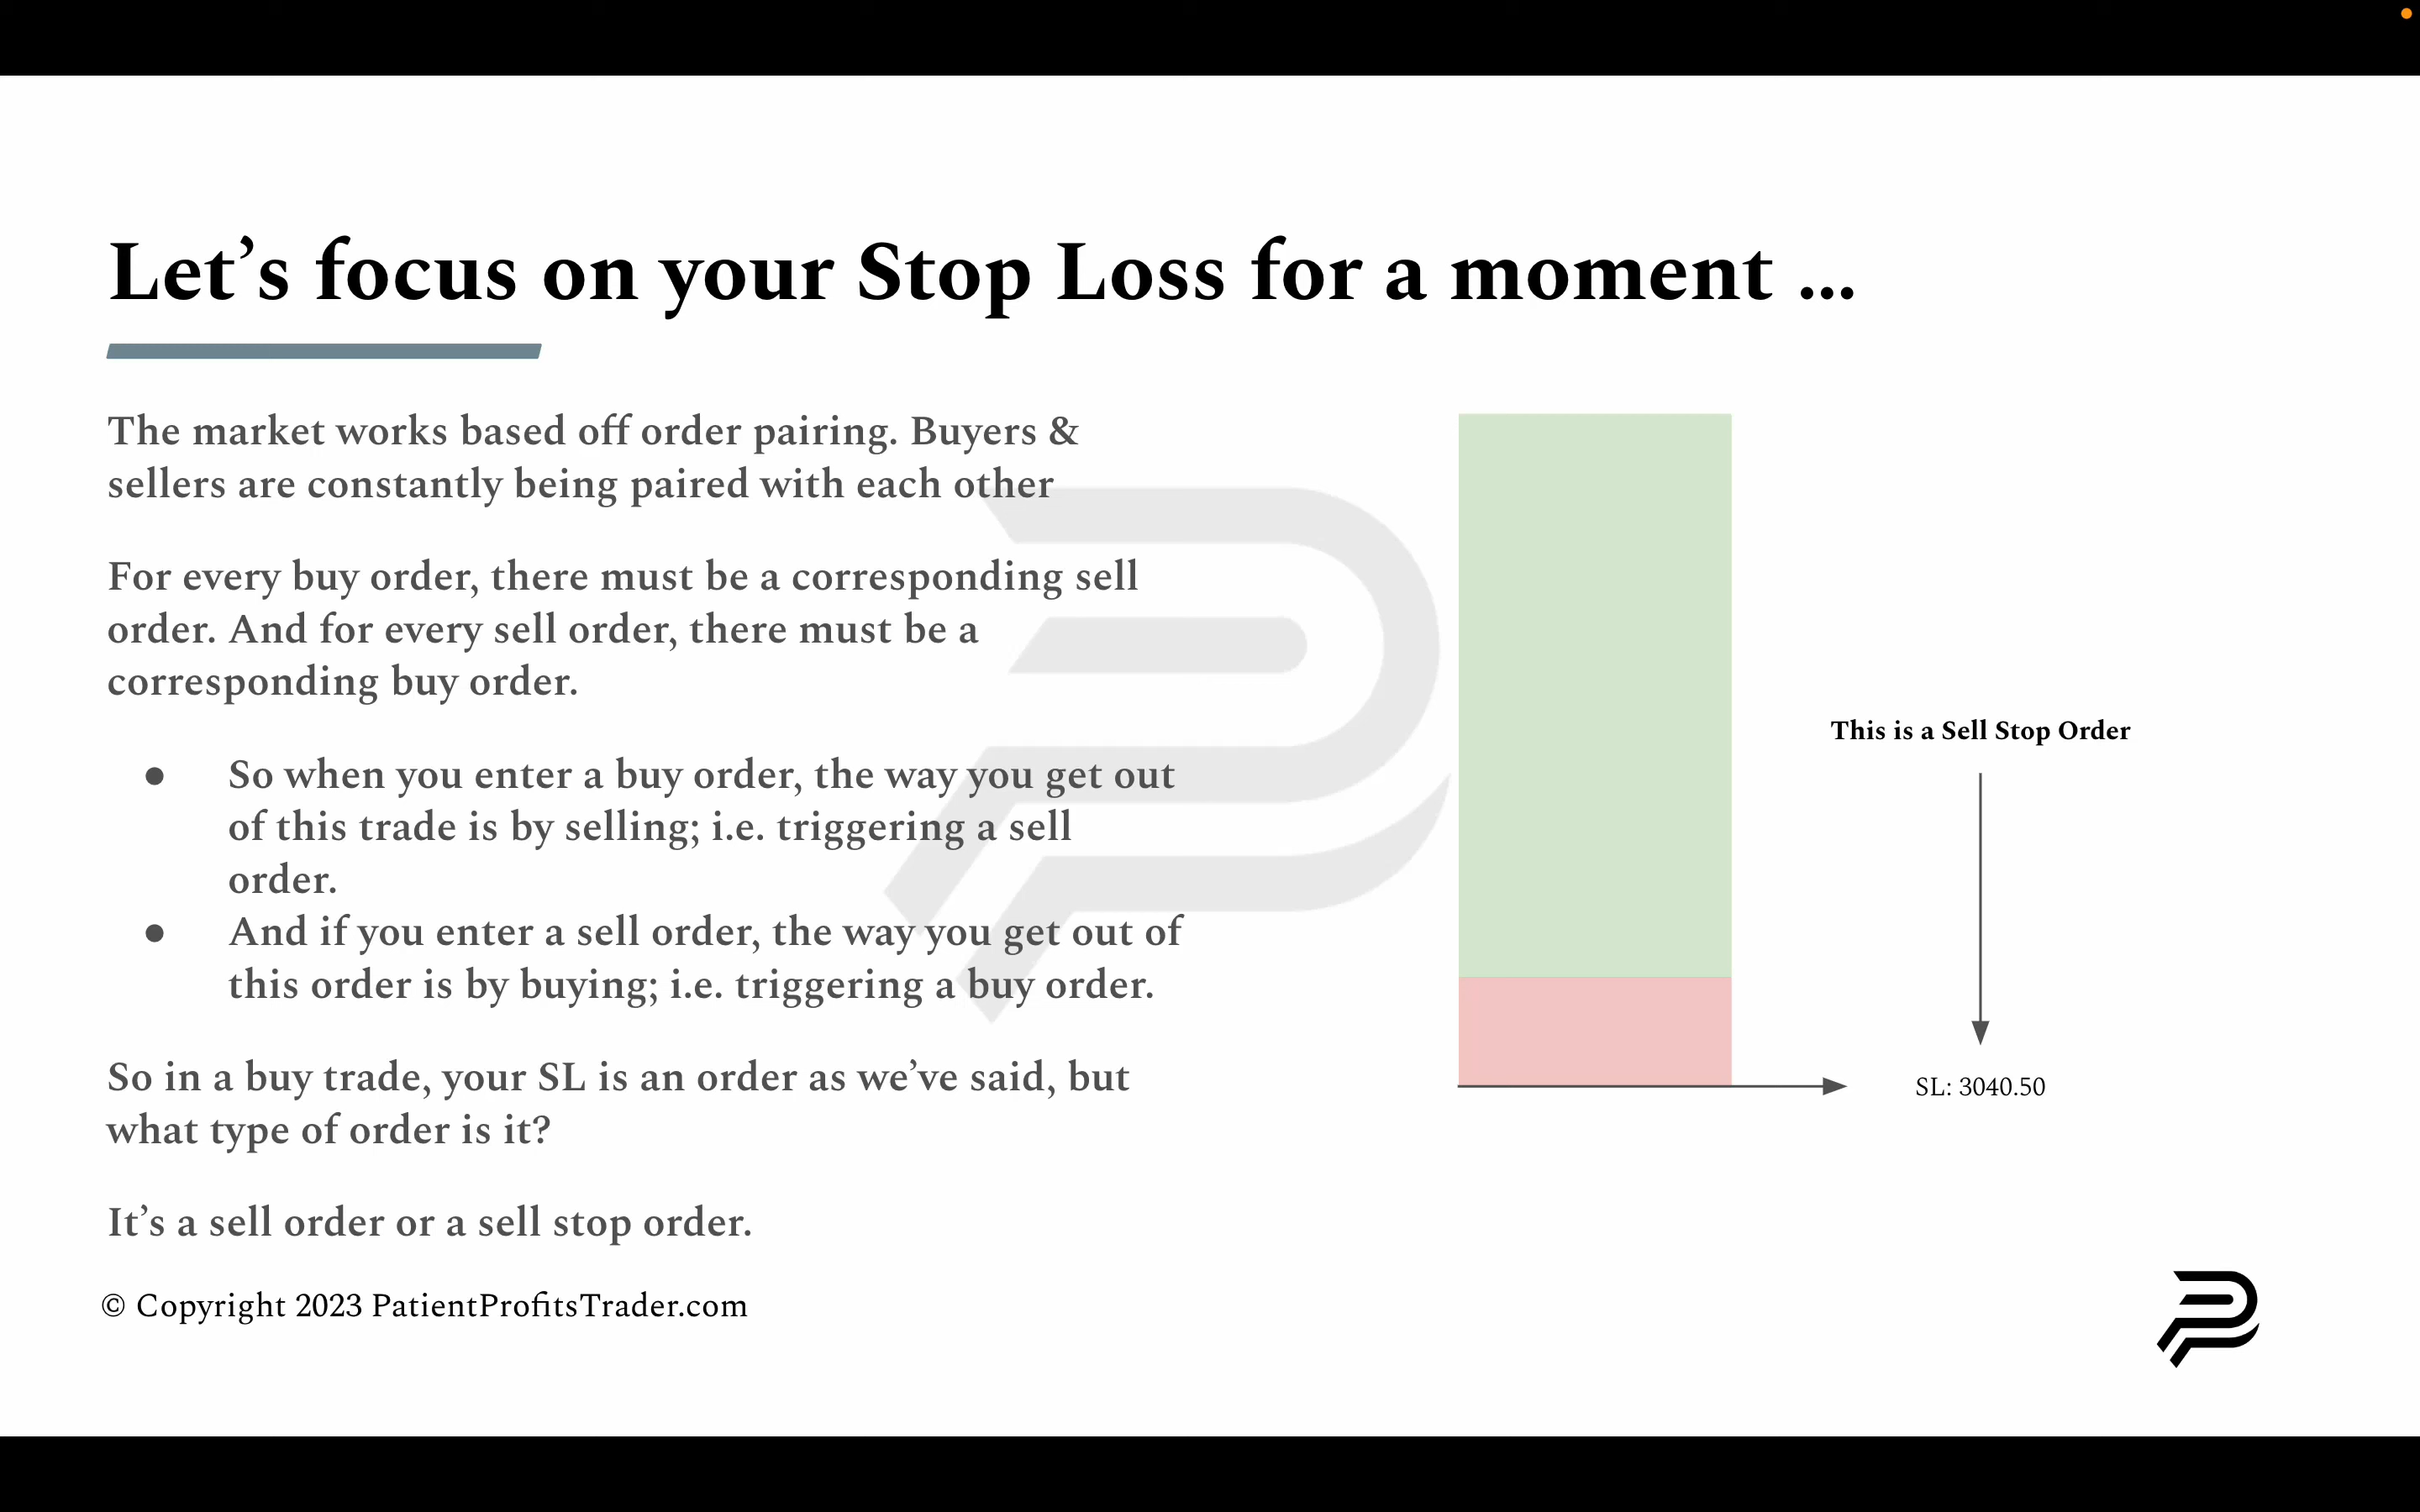 Let’s focus on your Stop Loss for a moment ...
The market works based off order pairing. Buyers &
sellers are constantly being paired with each other
For every buy order, there must be a corresponding sell
order. And for every sell order, there must be a
corresponding buy order.
● So when you enter a buy order, the way you get out
of this trade is by selling; i.e. triggering a sell
order.
● And if you enter a sell order, the way you get out of
this order is by buying; i.e. triggering a buy order.
So in a buy trade, your SL is an order as we’ve said, but
what type of order is it?
It’s a sell order or a sell stop order.
This is a Sell Stop Order
SL: 3040.50
© Copyright 2023 PatientProfitsTrader.com